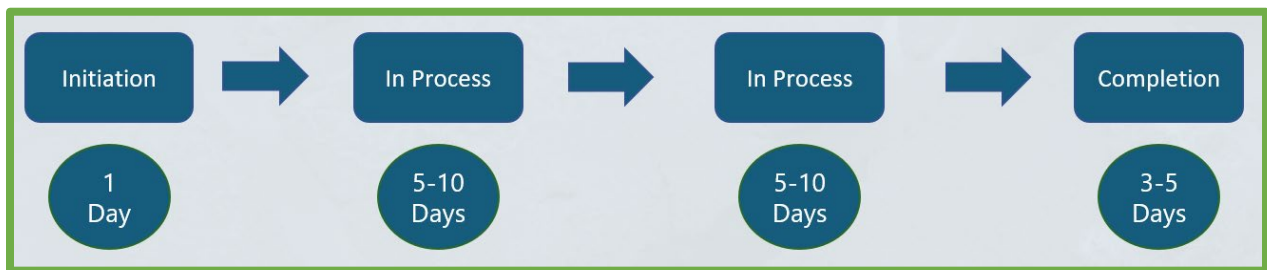 Initiation
In Process
In Process
Completion
1
Day
5-10
Days
5-10
Days
3-5
Days